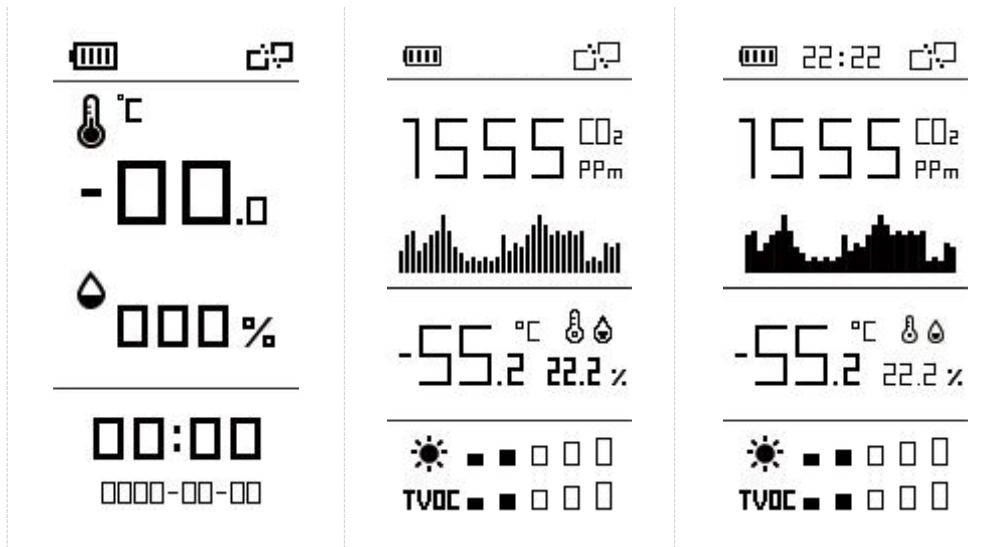 °C
-00.0
000%
00:00
0000-00-00
1555 CO₂
PPm
°C
-55.2 22.2 %
TVOC
22:22
1555 CO₂
PPm
°C
-55.2 22.2 %
TVOC